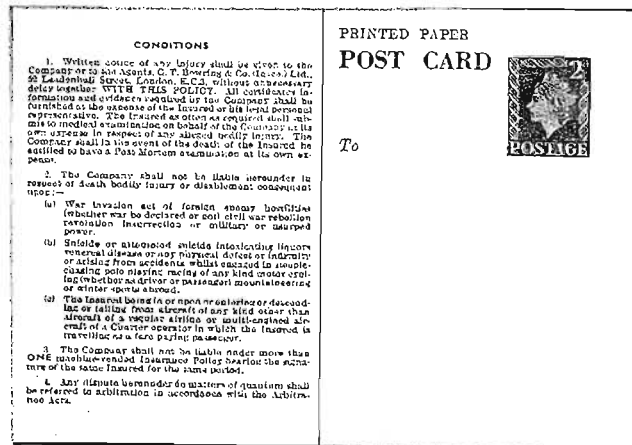 CONDITIONS
1. Written notice of any Injury shall be given to the
Company or to its Agents, C. T. Bowring & Co. (Insce.) Ltd.,
52 Leadenhall Street, London, E.C.3, without unnecessary
delay together WITH THIS POLICY. All certificates in-
formation and evidence required by the Company shall be
furnished at the expense of the Insured or his legal personal
representative. The Insured as often as required shall sub-
mit to medical examination on behalf of the Company at its
own expense in respect of any alleged bodily injury. The
Company shall in the event of the death of the Insured be
entitled to have a Post Mortem examination at its own ex-
pense.
2. The Company shall not be liable hereunder in
respect of death bodily injury or disablement consequent
upon:—
(a) War invasion act of foreign enemy hostilities
(whether war be declared or not) civil war rebellion
revolution insurrection or military or usurped
power.
(b) Suicide or attempted suicide intoxicating liquors
venereal disease or any physical defect or infirmity
or arising from accidents whilst engaged in steeple-
chasing polo playing racing of any kind motor cycl-
ing (whether as driver or passenger) mountaineering
or winter sports abroad.
(c) The Insured being in or upon or entering or descend-
ing or falling from aircraft of any kind other than
aircraft of a regular airline or multi-engined air-
craft of a Charter operator in which the Insured is
travelling as a fare paying passenger.
3. The Company shall not be liable under more than
ONE machine-vended Insurance Policy bearing the signa-
ture of the same Insured for the same period.
4. Any dispute hereunder on matters of quantum shall
be referred to arbitration in accordance with the Arbitra-
tion Acts.
PRINTED PAPER
POST CARD
2
POSTAGE
To